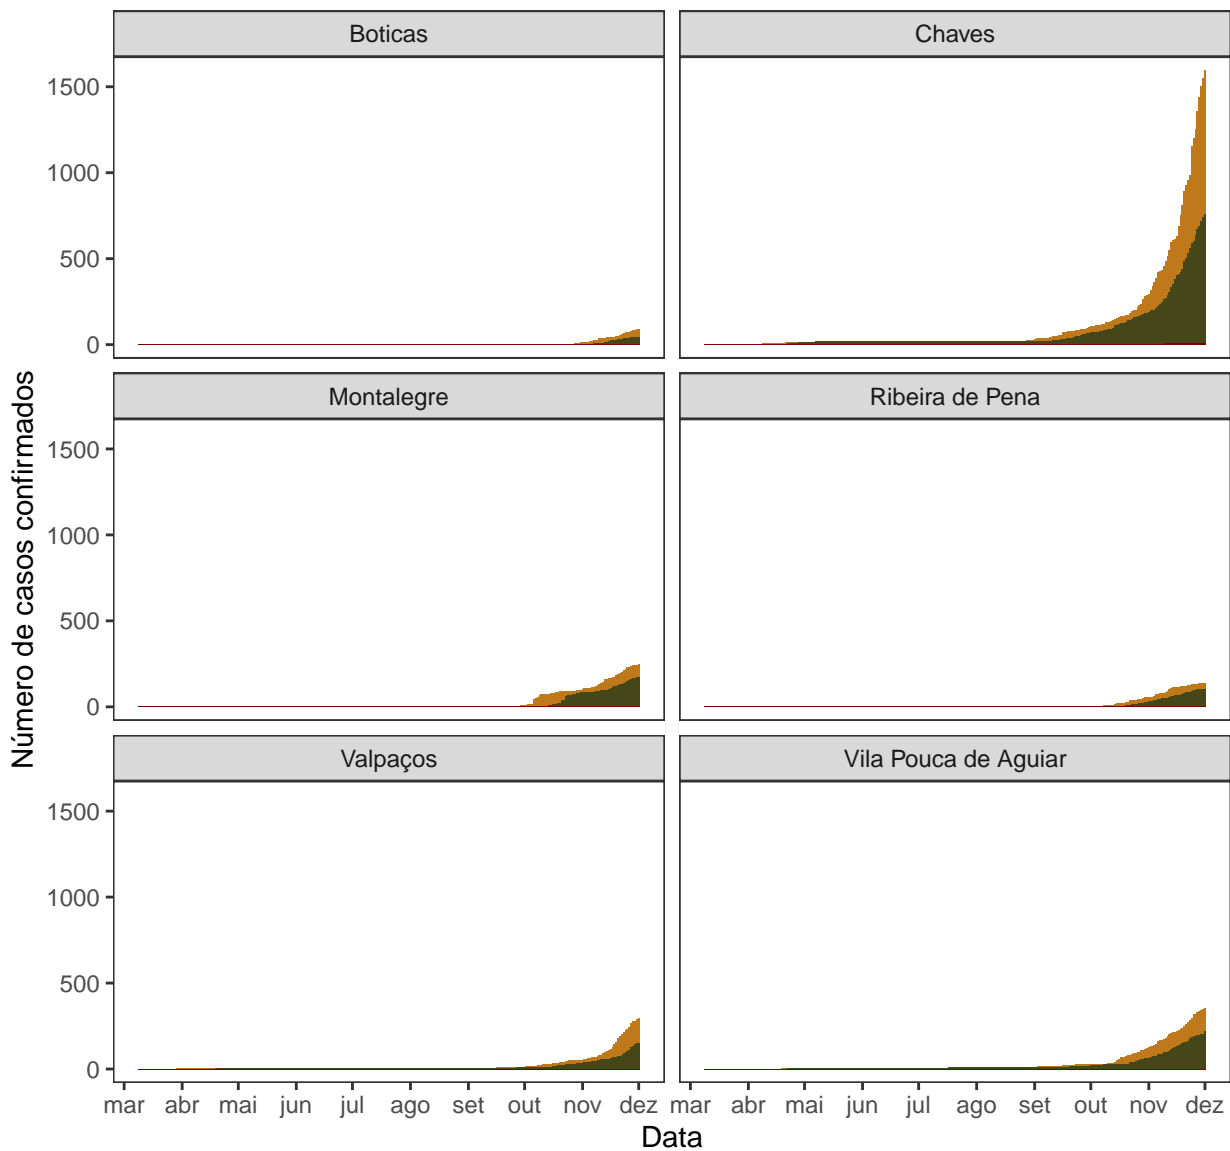 Boticas
Chaves
1500
1000
500
0
Montalegre
Ribeira de Pena
1500
1000
500
0
Valpaços
Vila Pouca de Aguiar
1500
1000
500
0
mar abr mai jun jul ago set out nov dez
mar abr mai jun jul ago set out nov dez
Data
Número de casos confirmados